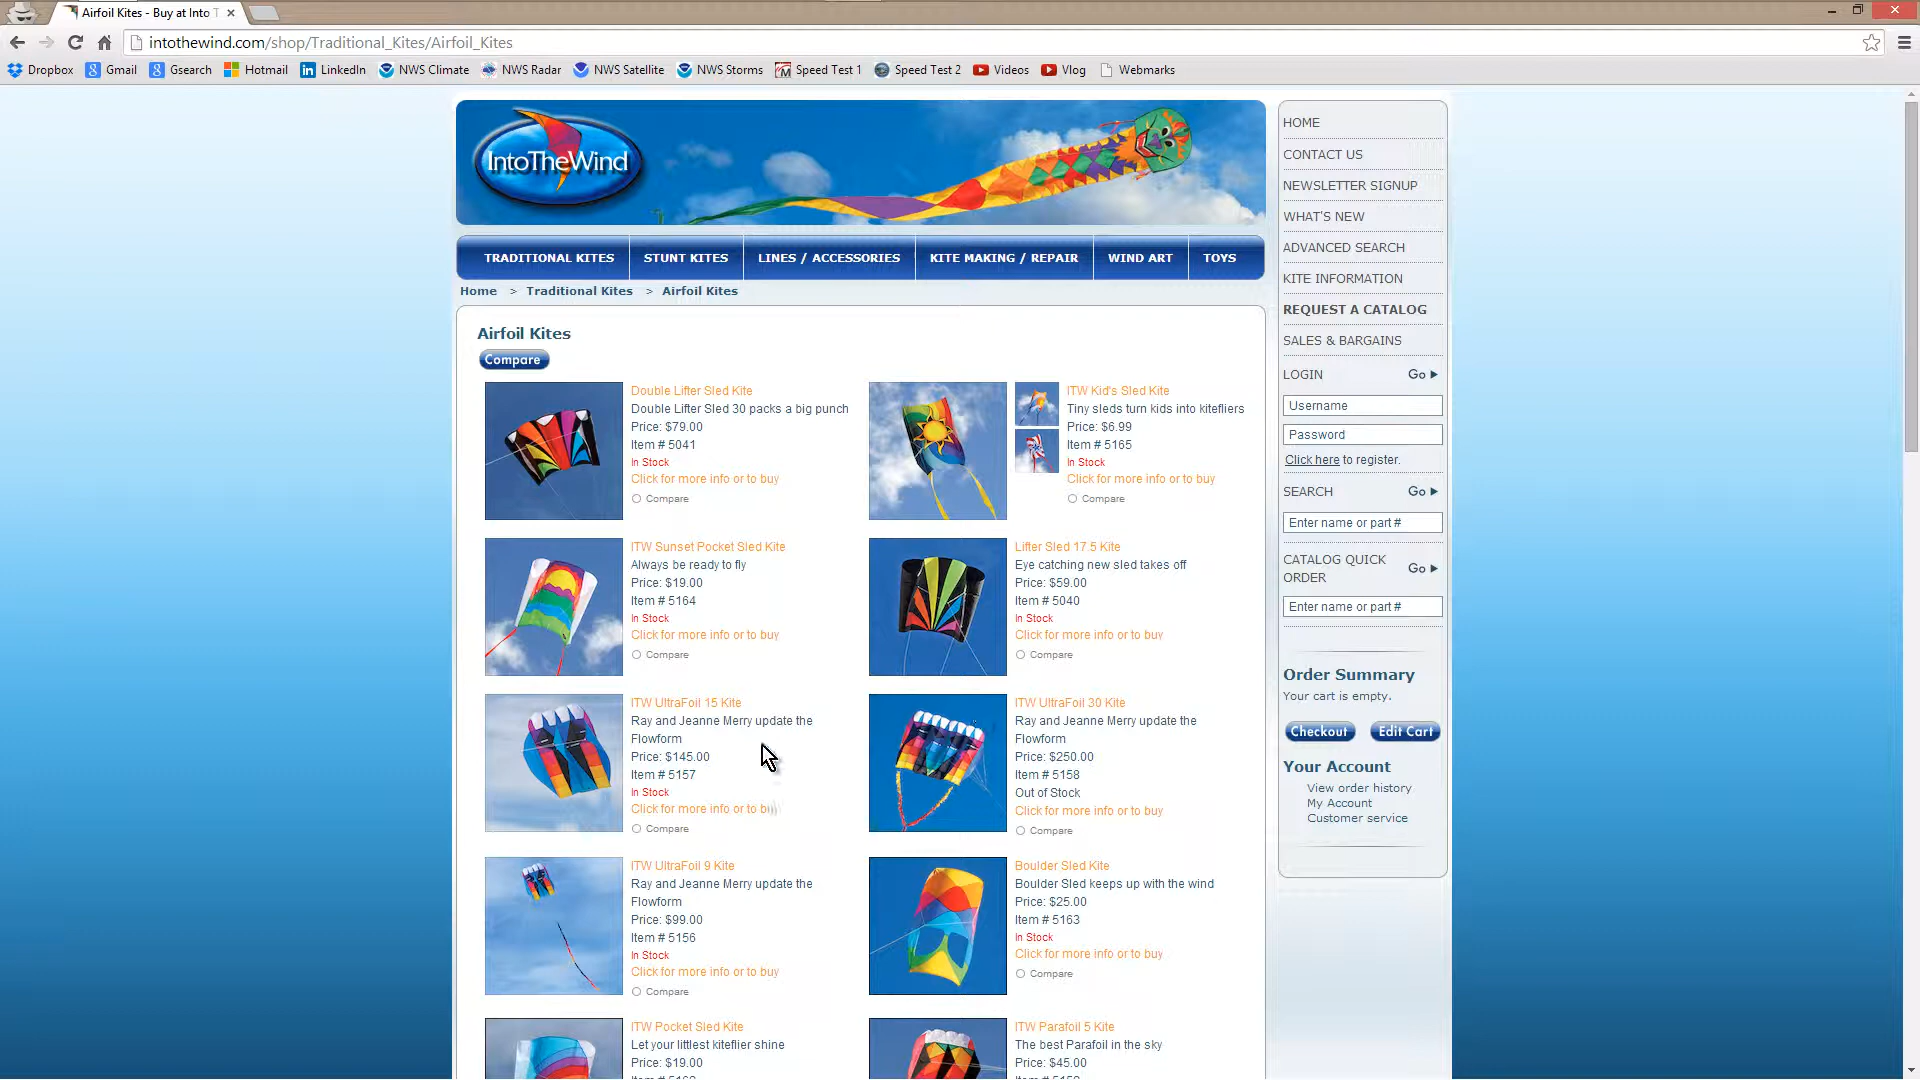 Airfoil Kites - Buy at Into T
intothewind.com/shop/Traditional_Kites/Airfoil_Kites
Dropbox Gmail Gsearch Hotmail LinkedIn NWS Climate NWS Radar NWS Satellite NWS Storms Speed Test 1 Speed Test 2 Videos Vlog Webmarks
IntoTheWind
TRADITIONAL KITES STUNT KITES LINES / ACCESSORIES KITE MAKING / REPAIR WIND ART TOYS
Home > Traditional Kites > Airfoil Kites
Airfoil Kites
Compare
Double Lifter Sled Kite
Double Lifter Sled 30 packs a big punch
Price: $79.00
Item # 5041
In Stock
Click for more info or to buy
Compare
ITW Kid's Sled Kite
Tiny sleds turn kids into kitefliers
Price: $6.99
Item # 5165
In Stock
Click for more info or to buy
Compare
ITW Sunset Pocket Sled Kite
Always be ready to fly
Price: $19.00
Item # 5164
In Stock
Click for more info or to buy
Compare
Lifter Sled 17.5 Kite
Eye catching new sled takes off
Price: $59.00
Item # 5040
In Stock
Click for more info or to buy
Compare
ITW UltraFoil 15 Kite
Ray and Jeanne Merry update the
Flowform
Price: $145.00
Item # 5157
In Stock
Click for more info or to buy
Compare
ITW UltraFoil 30 Kite
Ray and Jeanne Merry update the
Flowform
Price: $250.00
Item # 5158
Out of Stock
Click for more info or to buy
Compare
ITW UltraFoil 9 Kite
Ray and Jeanne Merry update the
Flowform
Price: $99.00
Item # 5156
In Stock
Click for more info or to buy
Compare
Boulder Sled Kite
Boulder Sled keeps up with the wind
Price: $25.00
Item # 5163
In Stock
Click for more info or to buy
Compare
ITW Pocket Sled Kite
Let your littlest kiteflier shine
Price: $19.00
ITW Parafoil 5 Kite
The best Parafoil in the sky
Price: $45.00
HOME
CONTACT US
NEWSLETTER SIGNUP
WHAT'S NEW
ADVANCED SEARCH
KITE INFORMATION
REQUEST A CATALOG
SALES & BARGAINS
LOGIN Go
Username
Password
Click here to register.
SEARCH Go
Enter name or part #
CATALOG QUICK
ORDER Go
Enter name or part #
Order Summary
Your cart is empty.
Checkout Edit Cart
Your Account
View order history
My Account
Customer service